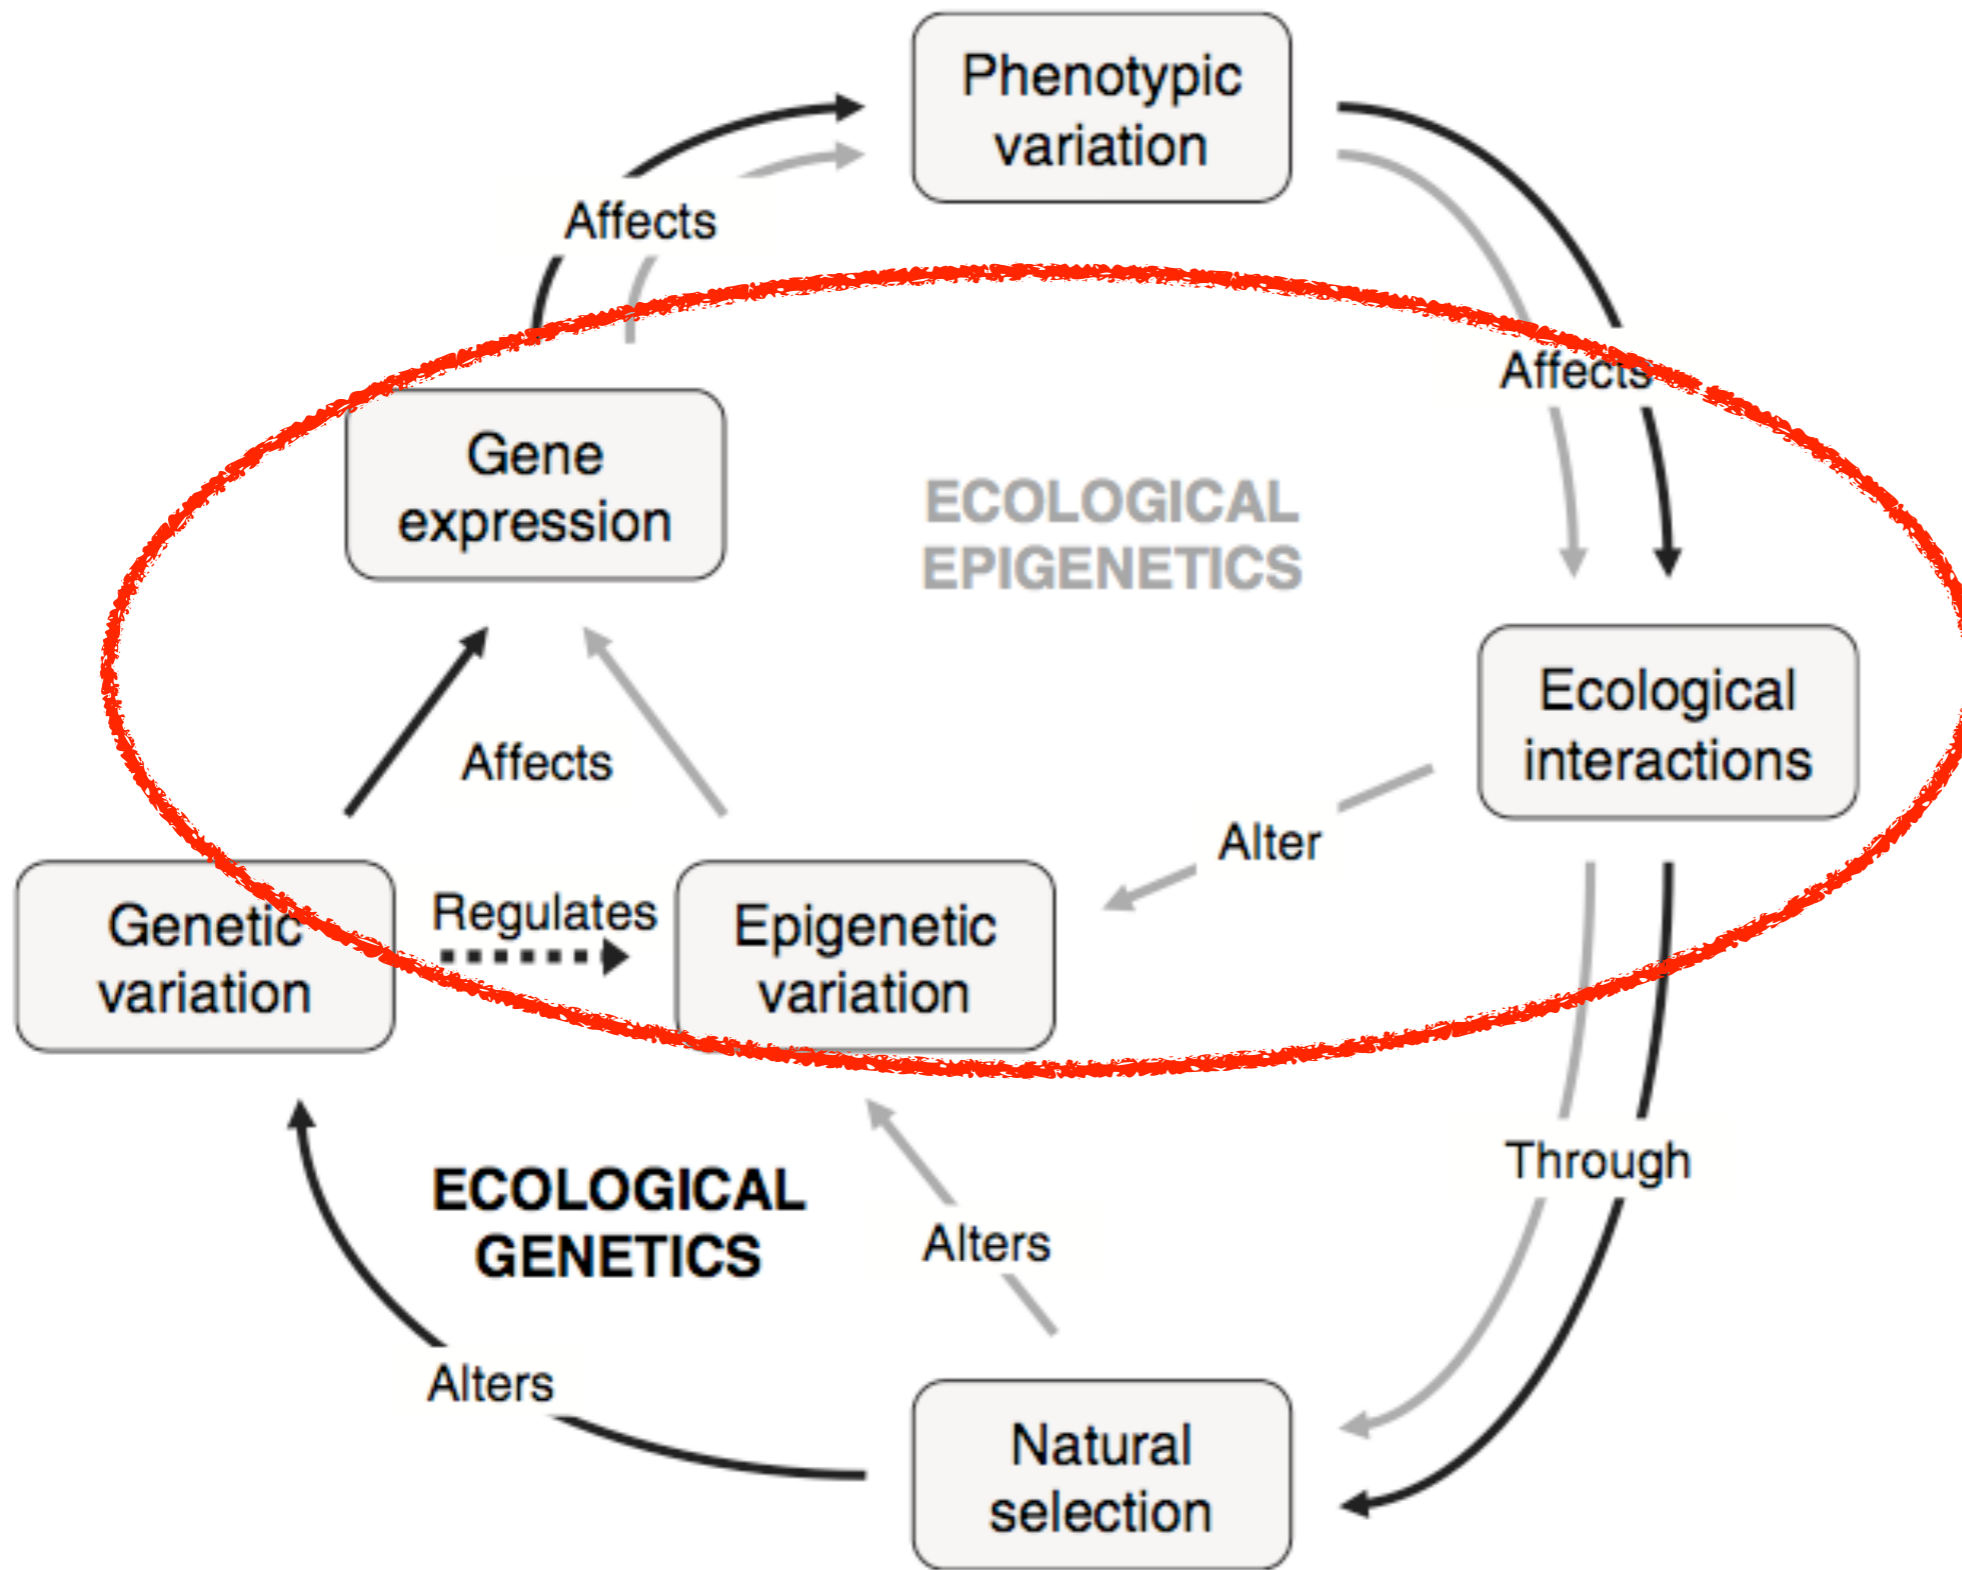 Phenotypic
variation
Affects
Affects
Gene
expression
ECOLOGICAL
EPIGENETICS
Ecological
interactions
Affects
Alter
Genetic
variation
Regulates
Epigenetic
variation
Through
ECOLOGICAL
GENETICS
Alters
Alters
Natural
selection